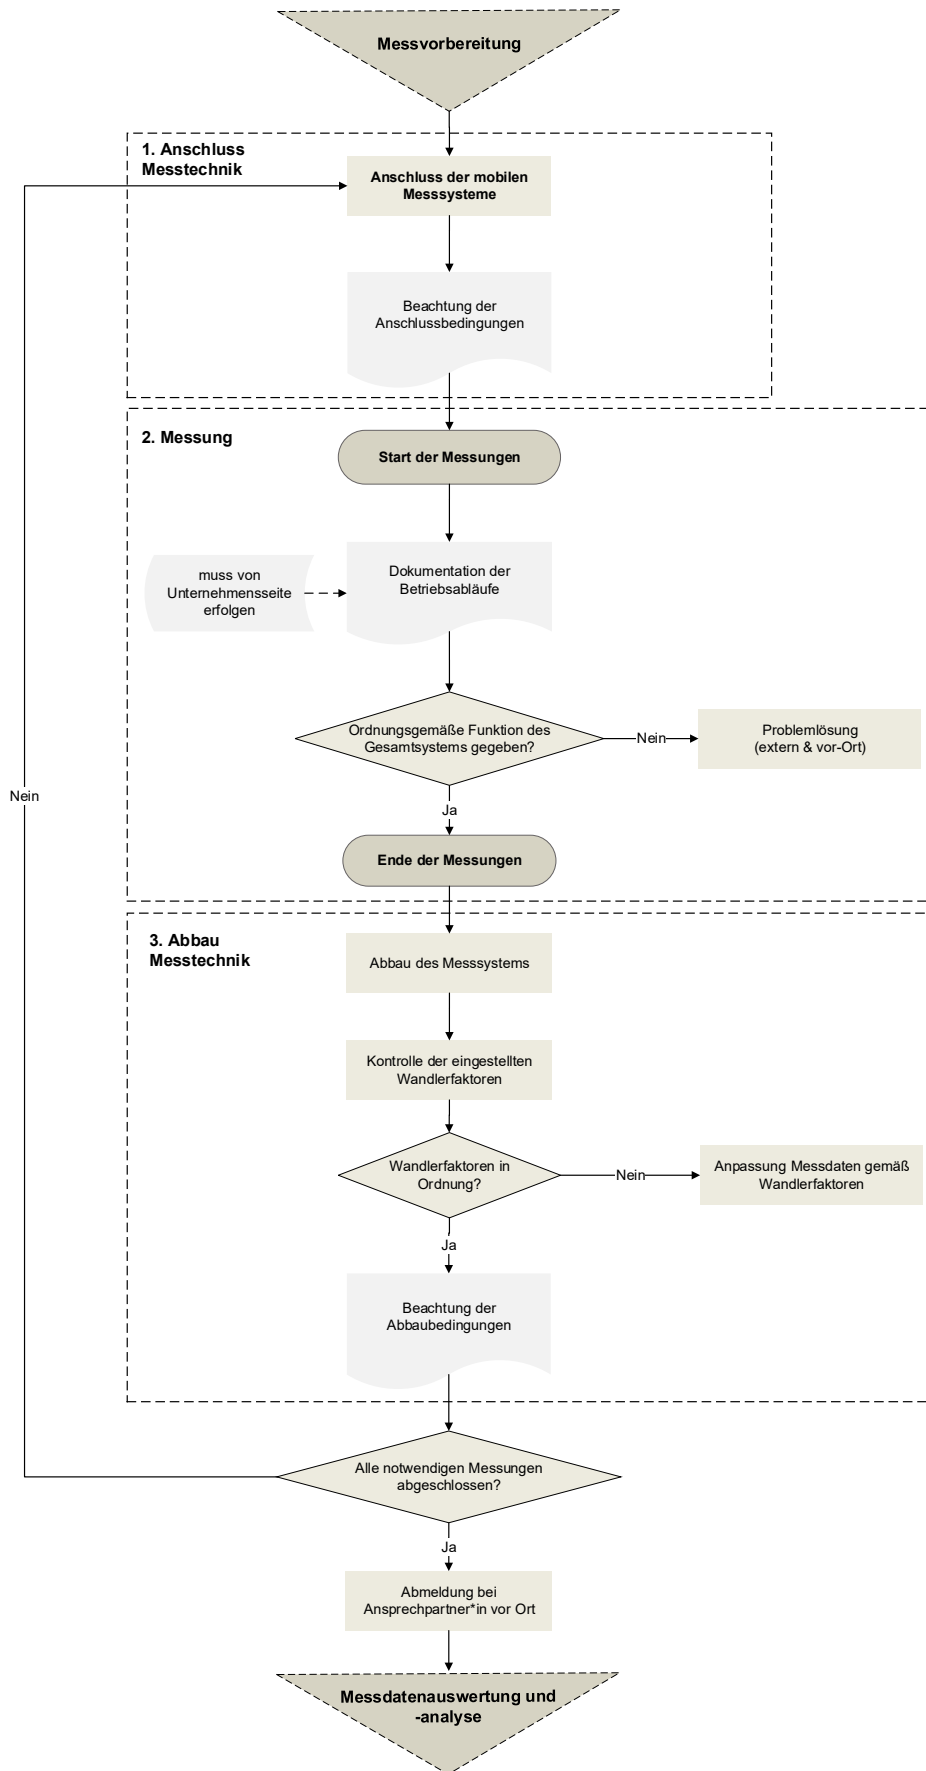 Messvorbereitung
1. Anschluss
Messtechnik
Anschluss der mobilen
Messsysteme
Beachtung der
Anschlussbedingungen
2. Messung
Start der Messungen
muss von
Unternehmensseite
erfolgen
Dokumentation der
Betriebsabläufe
Ordnungsgemäße Funktion des
Gesamtsystems gegeben?
Nein
Problemlösung
(extern & vor-Ort)
Nein
Ja
Ende der Messungen
3. Abbau
Messtechnik
Abbau des Messsystems
Kontrolle der eingestellten
Wandlerfaktoren
Wandlerfaktoren in
Ordnung?
Nein
Anpassung Messdaten gemäß
Wandlerfaktoren
Ja
Beachtung der
Abbaubedingungen
Alle notwendigen Messungen
abgeschlossen?
Ja
Abmeldung bei
Ansprechpartner*in vor Ort
Messdatenauswertung und
-analyse